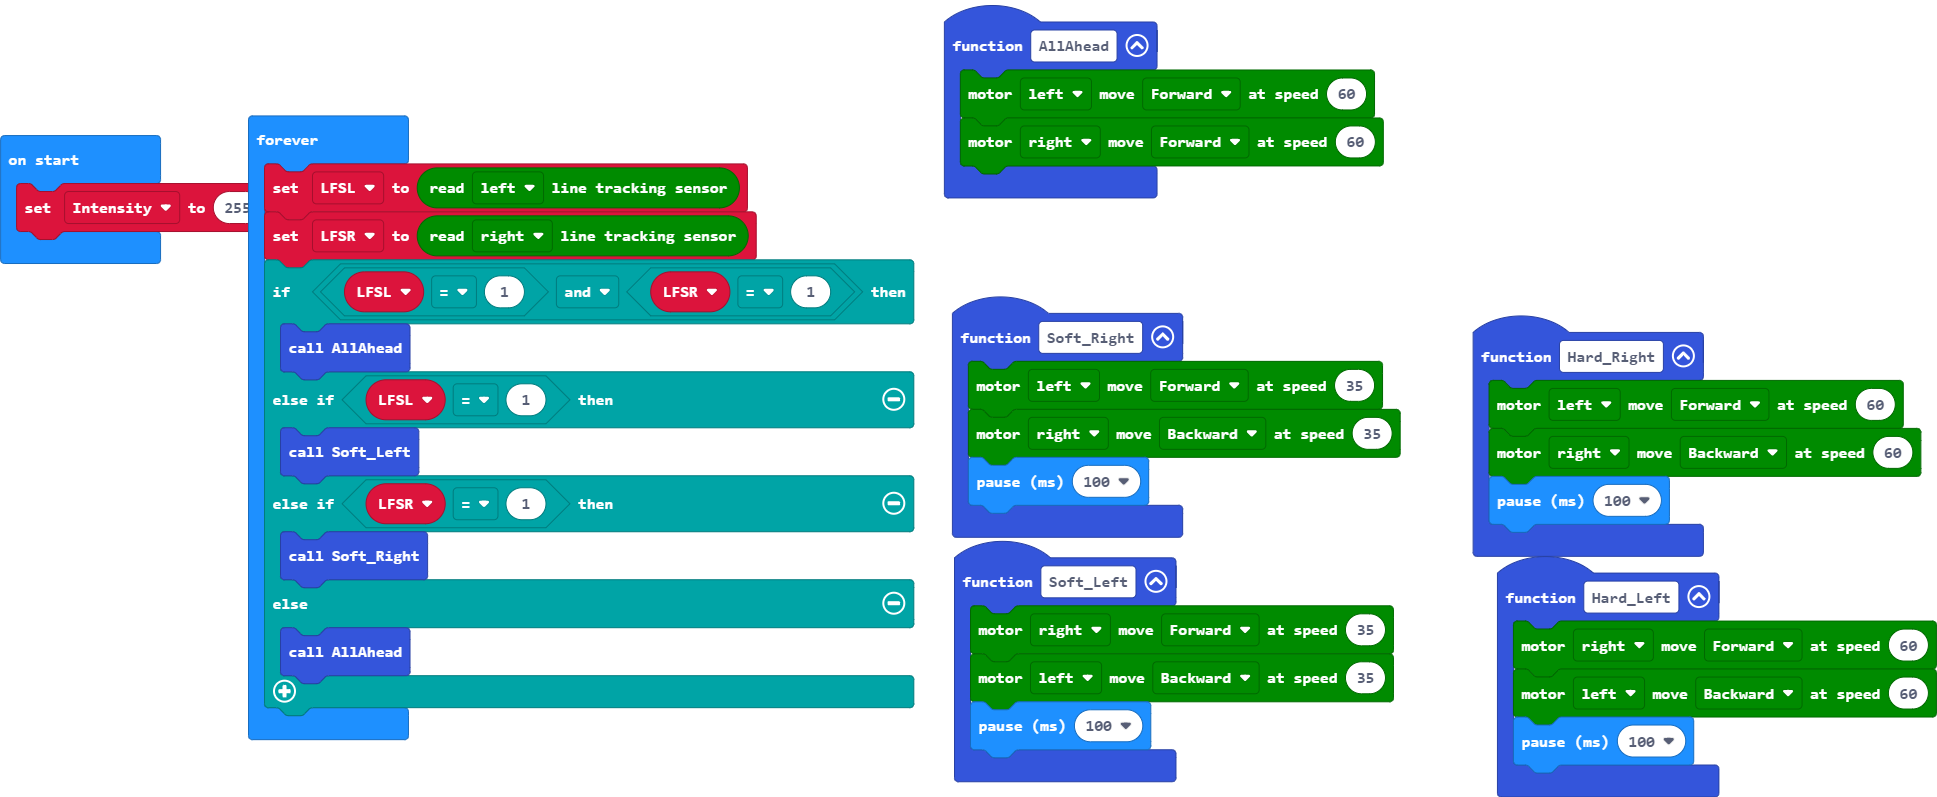 on start
set Intensity to 255
forever
set LFSL to read left line tracking sensor
set LFSR to read right line tracking sensor
if LFSL = 1 and LFSR = 1 then
call AllAhead
else if LFSL = 1 then
call Soft_Left
else if LFSR = 1 then
call Soft_Right
else
call AllAhead
function AllAhead
motor left move Forward at speed 60
motor right move Forward at speed 60
function Soft_Right
motor left move Forward at speed 35
motor right move Backward at speed 35
pause (ms) 100
function Soft_Left
motor right move Forward at speed 35
motor left move Backward at speed 35
pause (ms) 100
function Hard_Right
motor left move Forward at speed 60
motor right move Backward at speed 60
pause (ms) 100
function Hard_Left
motor right move Forward at speed 60
motor left move Backward at speed 60
pause (ms) 100